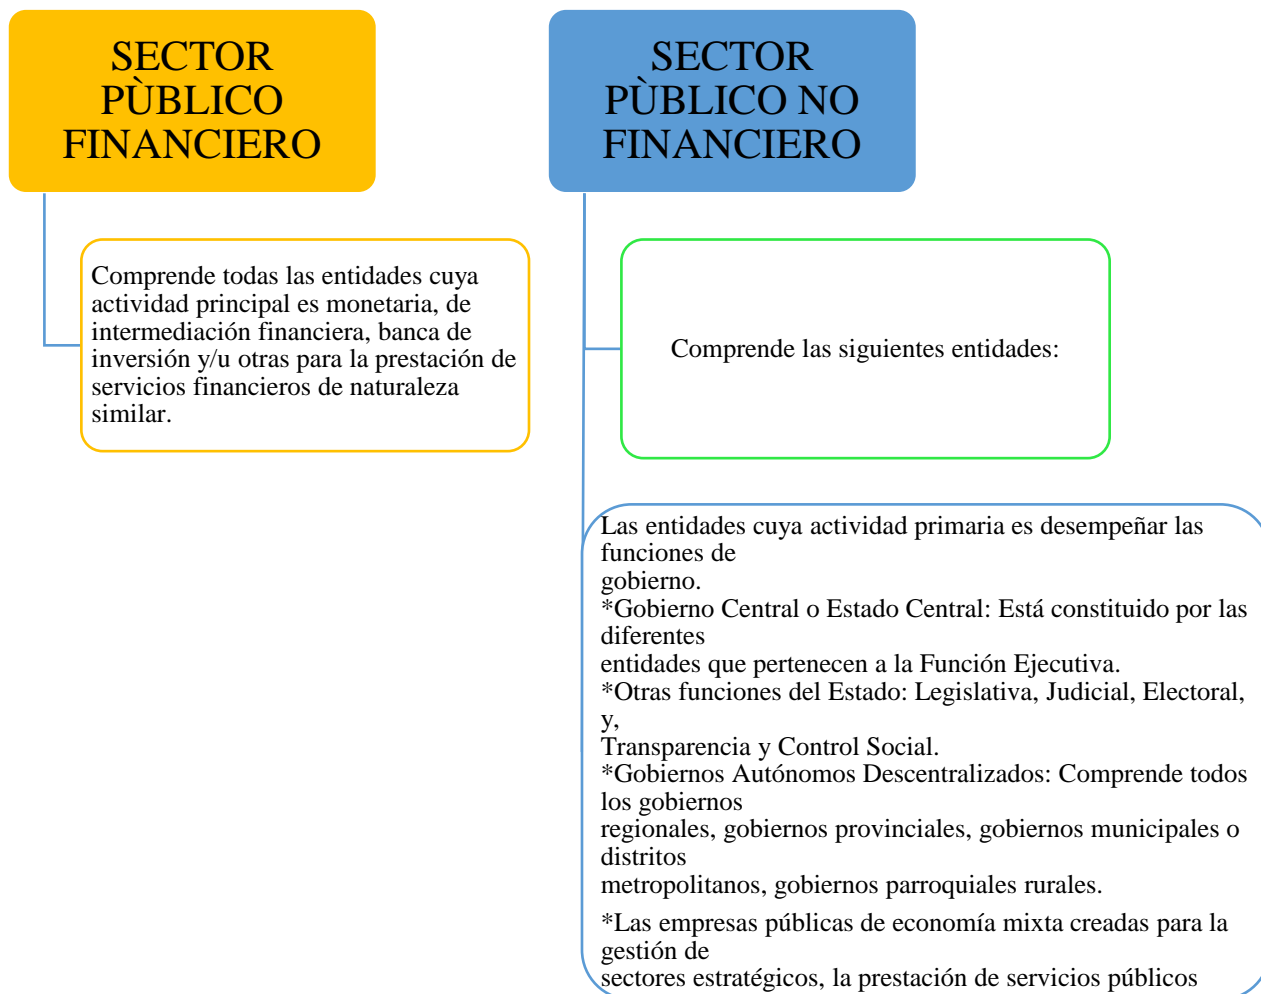 SECTOR
PÙBLICO
FINANCIERO
Comprende todas las entidades cuya
actividad principal es monetaria, de
intermediación financiera, banca de
inversión y/u otras para la prestación de
servicios financieros de naturaleza
similar.
SECTOR
PÙBLICO NO
FINANCIERO
Comprende las siguientes entidades:
Las entidades cuya actividad primaria es desempeñar las
funciones de
gobierno.
*Gobierno Central o Estado Central: Está constituido por las
diferentes
entidades que pertenecen a la Función Ejecutiva.
*Otras funciones del Estado: Legislativa, Judicial, Electoral,
y,
Transparencia y Control Social.
*Gobiernos Autónomos Descentralizados: Comprende todos
los gobiernos
regionales, gobiernos provinciales, gobiernos municipales o
distritos
metropolitanos, gobiernos parroquiales rurales.
*Las empresas públicas de economía mixta creadas para la
gestión de
sectores estratégicos, la prestación de servicios públicos